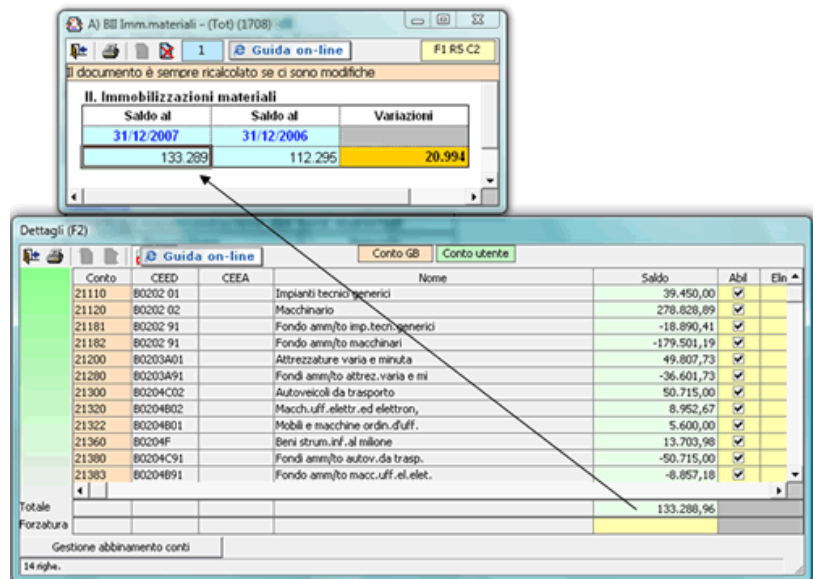 A) BII Imm.materiali - (Tot) (1708)
1 Guida on-line F1 R5 C2
Il documento è sempre ricalcolato se ci sono modifiche
II. Immobilizzazioni materiali
Saldo al Saldo al Variazioni
31/12/2007 31/12/2006
133.289 112.295 20.994
Dettagli (F2)
Guida on-line Conto GB Conto utente
Conto CEED CEEA Nome Saldo Abil Elin
21110 B0202 01 Impianti tecnici generici 39.450,00
21120 B0202 02 Macchinario 278.828,89
21181 B0202 91 Fondo amm/to imp.tecn.generici -18.890,41
21182 B0202 91 Fondo amm/to macchinari -179.501,19
21200 B0203A01 Attrezzature varia e minuta 49.807,73
21280 B0203A91 Fondi amm/to attrez.varia e mi -36.601,73
21300 B0204C02 Autoveicoli da trasporto 50.715,00
21320 B0204B02 Macch.uff.elettr.ed elettron, 8.952,67
21322 B0204B01 Mobili e macchine ordin.d'uff. 5.600,00
21360 B0204F Beni strum.inf.al milione 13.703,98
21380 B0204C91 Fondi amm/to autov.da trasp. -50.715,00
21383 B0204B91 Fondo amm/to macc.uff.el.elet. -8.857,18
Totale 133.288,96
Forzatura
Gestione abbinamento conti
14 righe.